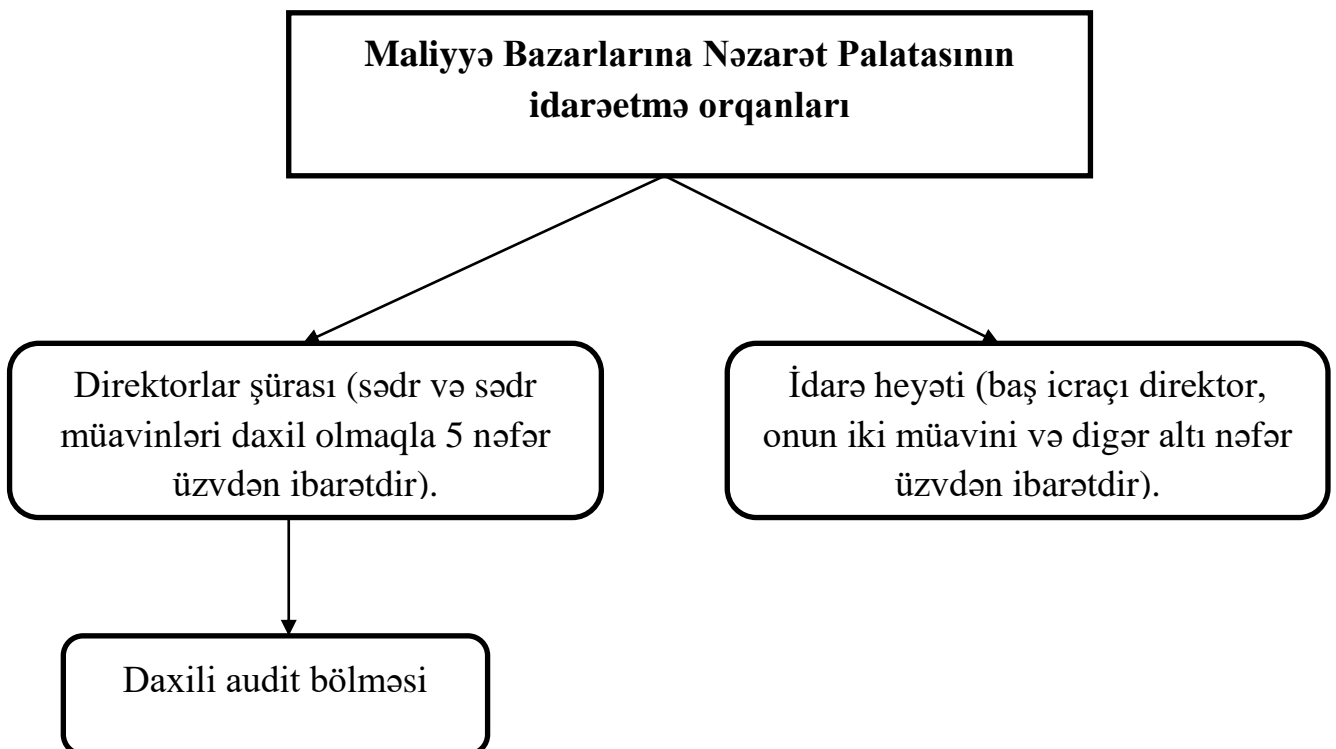 Maliyyə Bazarlarına Nəzarət Palatasının
idarəetmə orqanları
Direktorlar şürası (sədr və sədr
müavinləri daxil olmaqla 5 nəfər
üzvdən ibarətdir).
İdarə heyəti (baş icraçı direktor,
onun iki müavini və digər altı nəfər
üzvdən ibarətdir).
Daxili audit bölməsi